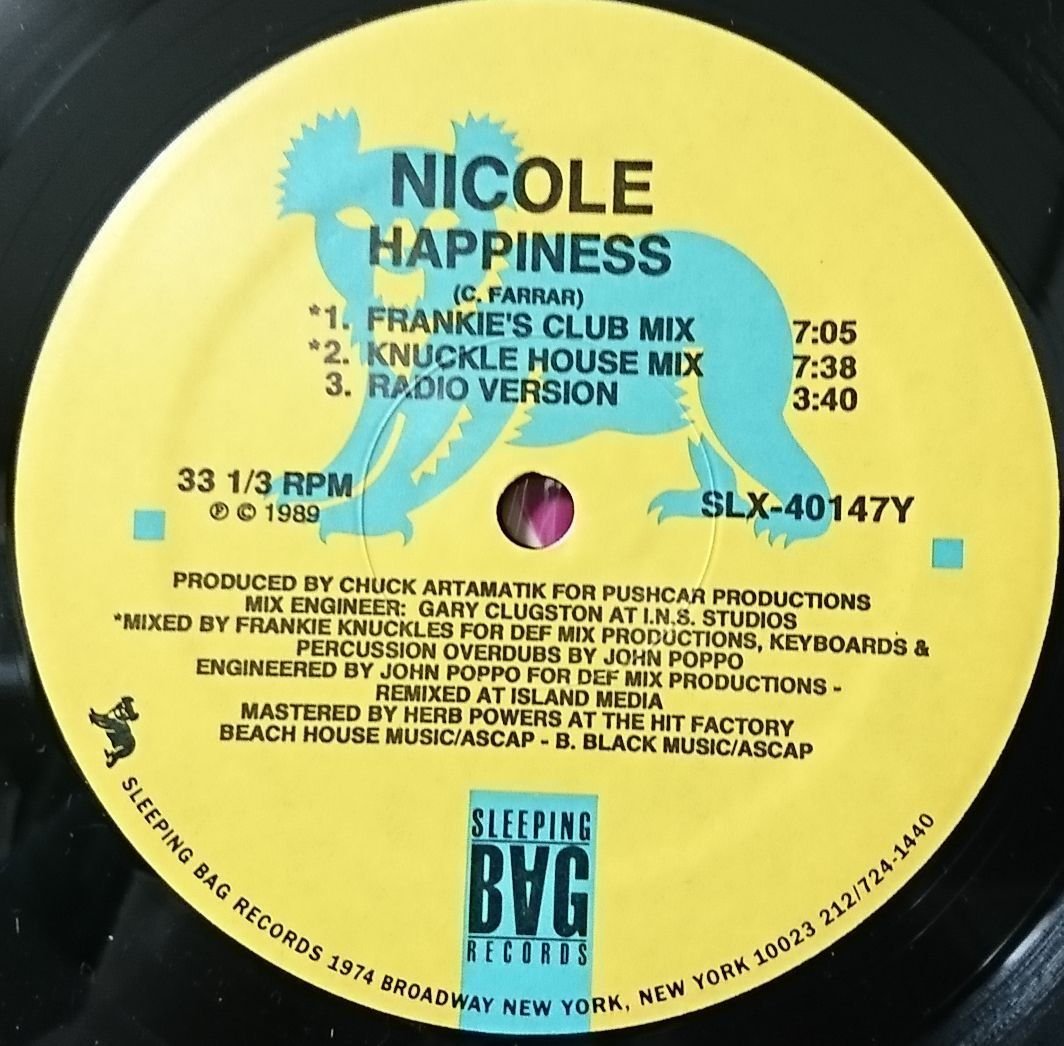 NICOLE
HAPPINESS
(C. FARRAR)
*1. FRANKIE'S CLUB MIX 7:05
*2. KNUCKLE HOUSE MIX 7:38
3. RADIO VERSION 3:40
33 1/3 RPM
℗ © 1989
SLX-40147Y
PRODUCED BY CHUCK ARTAMATIK FOR PUSHCAR PRODUCTIONS
MIX ENGINEER: GARY CLUGSTON AT I.N.S. STUDIOS
*MIXED BY FRANKIE KNUCKLES FOR DEF MIX PRODUCTIONS, KEYBOARDS &
PERCUSSION OVERDUBS BY JOHN POPPO
ENGINEERED BY JOHN POPPO FOR DEF MIX PRODUCTIONS -
REMIXED AT ISLAND MEDIA
MASTERED BY HERB POWERS AT THE HIT FACTORY
BEACH HOUSE MUSIC/ASCAP - B. BLACK MUSIC/ASCAP
SLEEPING
BAG
RECORDS
SLEEPING BAG RECORDS 1974 BROADWAY NEW YORK, NEW YORK 10023 212/724-1440